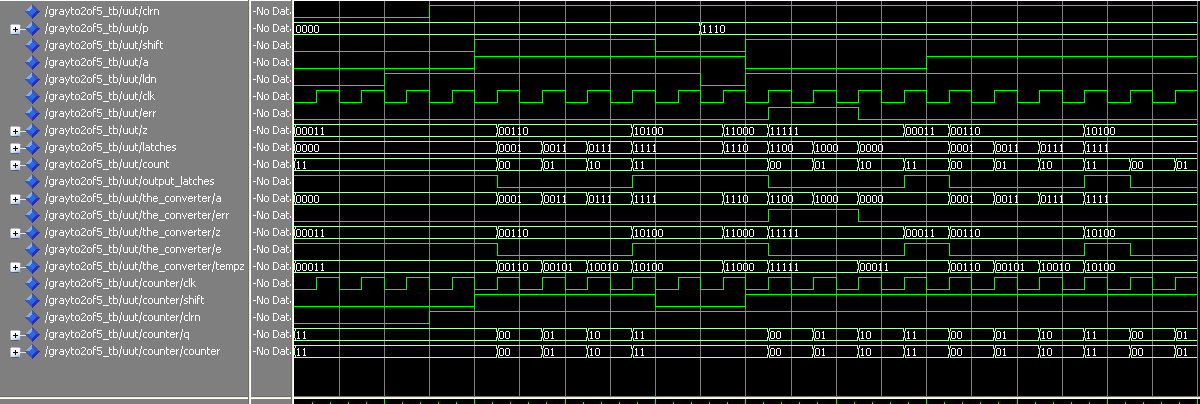 /grayto2of5_tb/uut/clrn -No Dat
/grayto2of5_tb/uut/p -No Dat 0000 1110
/grayto2of5_tb/uut/shift -No Dat
/grayto2of5_tb/uut/a -No Dat
/grayto2of5_tb/uut/ldn -No Dat
/grayto2of5_tb/uut/clk -No Dat
/grayto2of5_tb/uut/err -No Dat
/grayto2of5_tb/uut/z -No Dat 00011 00110 10100 11000 11111 00011 00110 10100
/grayto2of5_tb/uut/latches -No Dat 0000 0001 0011 0111 1111 1110 1100 1000 0000 0001 0011 0111 1111
/grayto2of5_tb/uut/count -No Dat 11 00 01 10 11 00 01 10 11 00 01 10 11 00 01
/grayto2of5_tb/uut/output_latches -No Dat
/grayto2of5_tb/uut/the_converter/a -No Dat 0000 0001 0011 0111 1111 1110 1100 1000 0000 0001 0011 0111 1111
/grayto2of5_tb/uut/the_converter/err -No Dat
/grayto2of5_tb/uut/the_converter/z -No Dat 00011 00110 10100 11000 11111 00011 00110 10100
/grayto2of5_tb/uut/the_converter/e -No Dat
/grayto2of5_tb/uut/the_converter/tempz -No Dat 00011 00110 00101 10010 10100 11000 11111 00011 00110 00101 10010 10100
/grayto2of5_tb/uut/counter/clk -No Dat
/grayto2of5_tb/uut/counter/shift -No Dat
/grayto2of5_tb/uut/counter/clrn -No Dat
/grayto2of5_tb/uut/counter/q -No Dat 11 00 01 10 11 00 01 10 11 00 01 10 11 00 01
/grayto2of5_tb/uut/counter/counter -No Dat 11 00 01 10 11 00 01 10 11 00 01 10 11 00 01